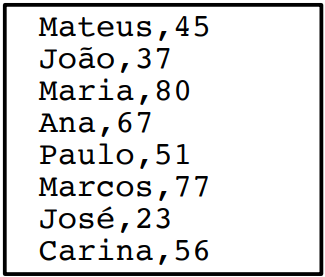 Mateus,45
João,37
Maria,80
Ana,67
Paulo,51
Marcos,77
José,23
Carina,56